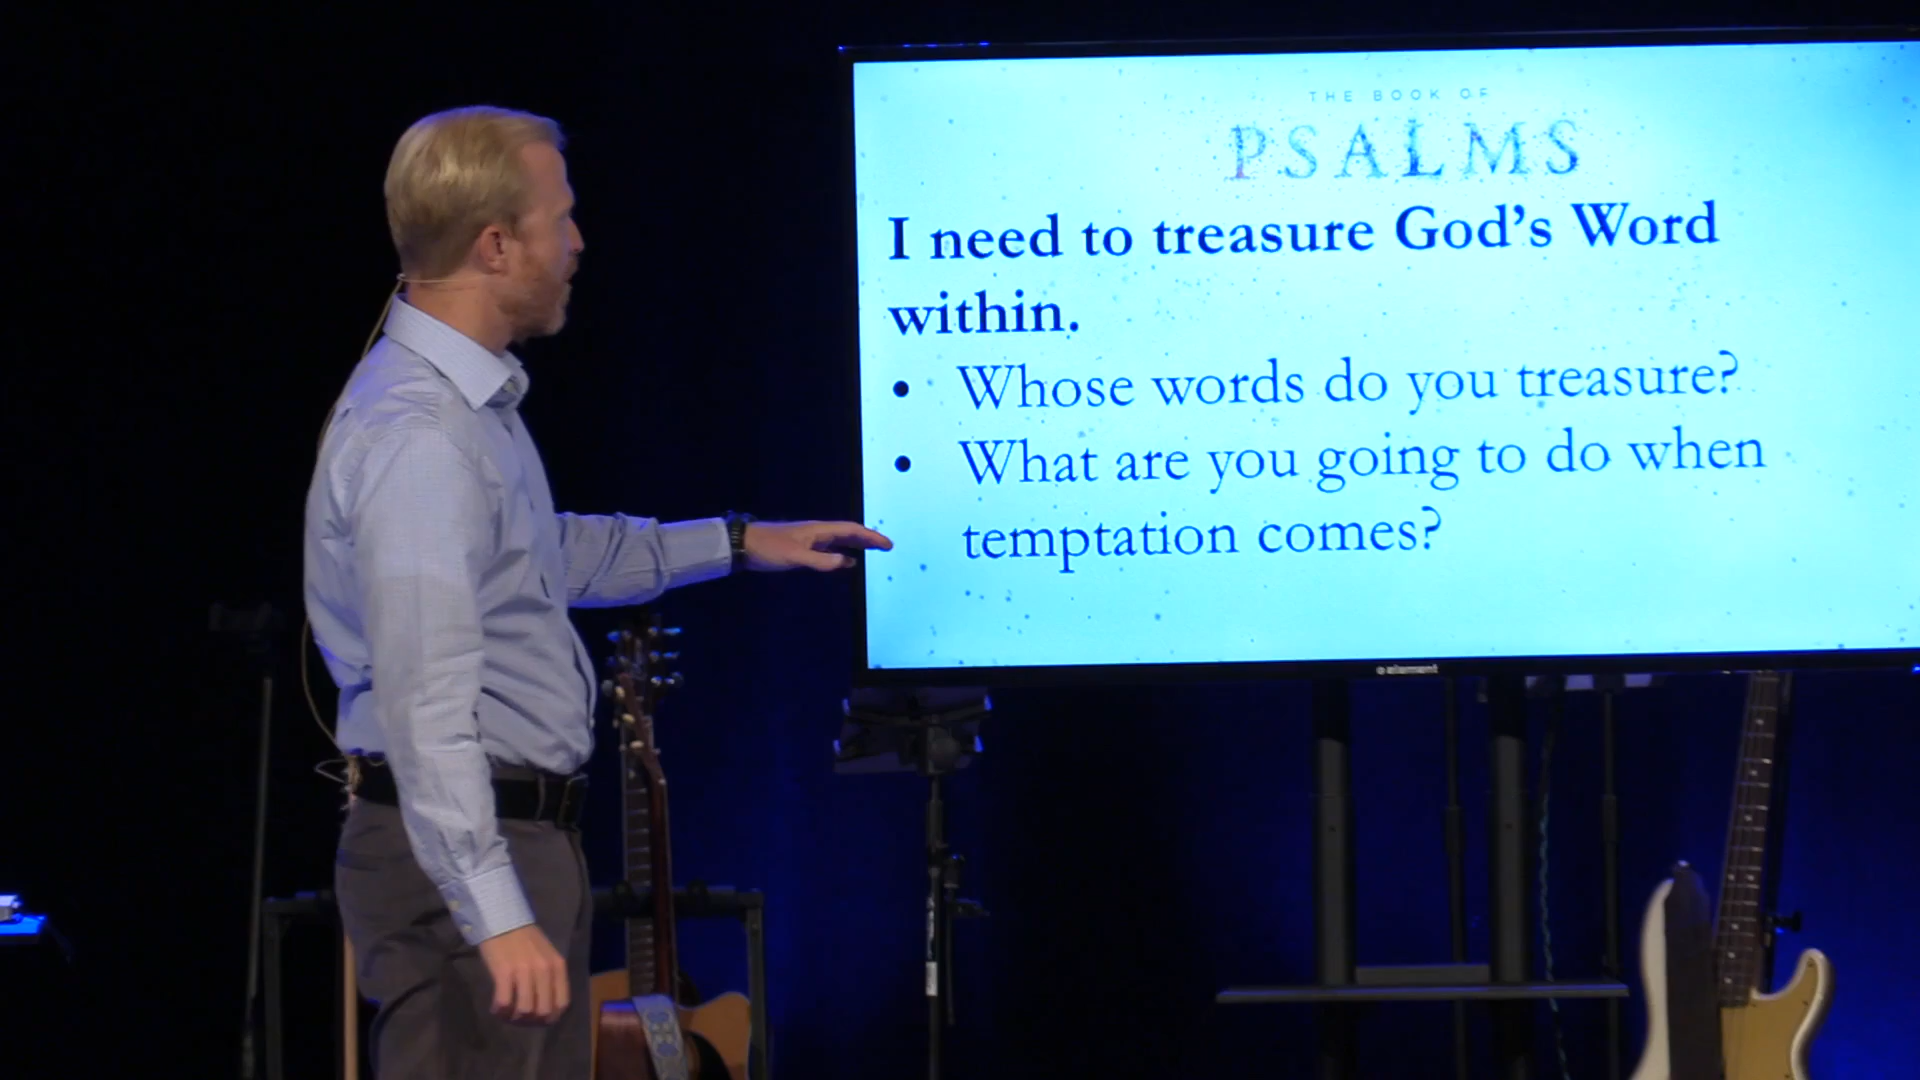 THE BOOK OF
PSALMS
I need to treasure God's Word
within.
• Whose words do you treasure?
• What are you going to do when
temptation comes?
element